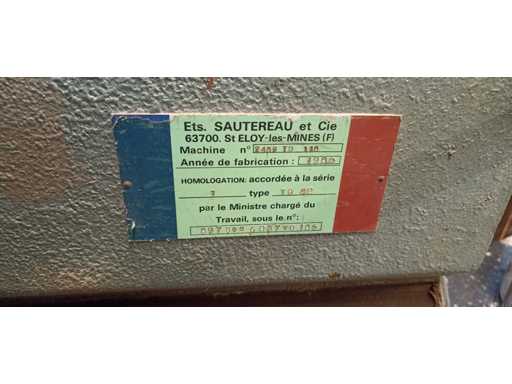 Ets. SAUTEREAU et Cie
63700. St ELOY-les-MINES (F)
Machine n°
Année de fabrication :
HOMOLOGATION: accordée à la série
type
par le Ministre chargé du
Travail, sous le n°: